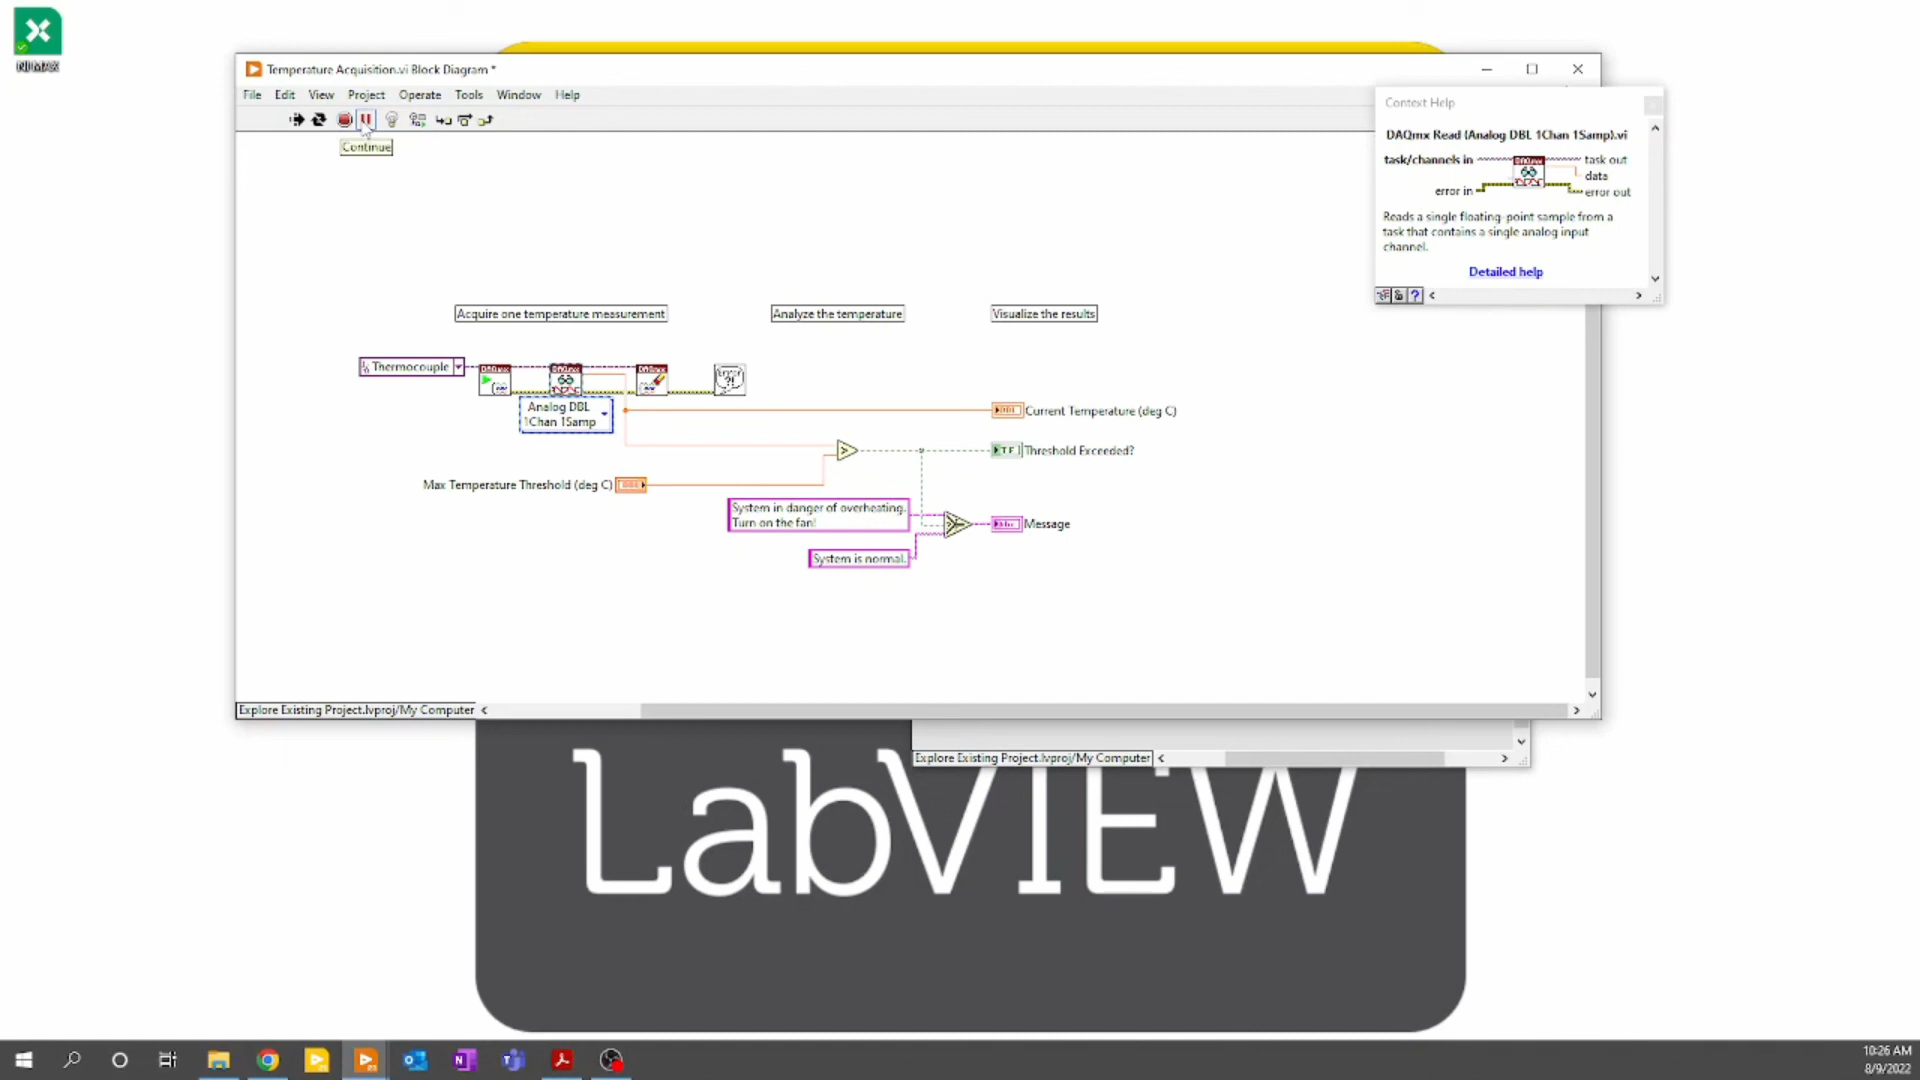 NI MAX
Temperature Acquisition.vi Block Diagram *
File Edit View Project Operate Tools Window Help
Continue
Context Help
DAQmx Read (Analog DBL 1Chan 1Samp).vi
task/channels in
task out
data
error in
error out
Reads a single floating-point sample from a
task that contains a single analog input
channel.
Detailed help
Acquire one temperature measurement
Analyze the temperature
Visualize the results
Thermocouple
Analog DBL
1Chan 1Samp
Current Temperature (deg C)
TF
Threshold Exceeded?
Max Temperature Threshold (deg C)
System in danger of overheating.
Turn on the fan!
Message
System is normal.
Explore Existing Project.lvproj/My Computer
Explore Existing Project.lvproj/My Computer
LabVIEW
10:26 AM
8/9/2022